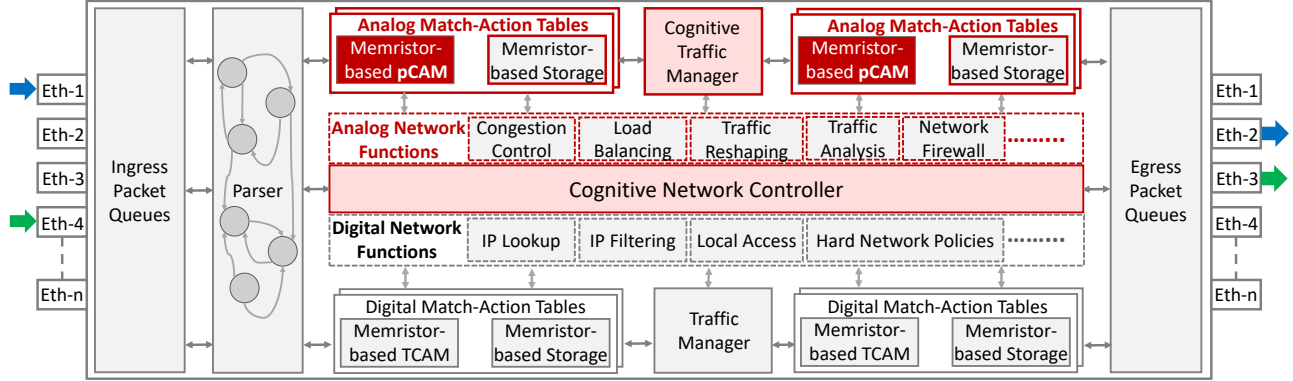 Eth-1
Eth-2
Eth-3
Eth-4
Eth-n
Ingress
Packet
Queues
Parser
Analog Match-Action Tables
Memristor-
based pCAM
Memristor-
based Storage
Cognitive
Traffic
Manager
Analog Match-Action Tables
Memristor-
based pCAM
Memristor-
based Storage
Analog Network
Functions
Congestion
Control
Load
Balancing
Traffic
Reshaping
Traffic
Analysis
Network
Firewall
Cognitive Network Controller
Digital Network
Functions
IP Lookup
IP Filtering
Local Access
Hard Network Policies
Digital Match-Action Tables
Memristor-
based TCAM
Memristor-
based Storage
Traffic
Manager
Digital Match-Action Tables
Memristor-
based TCAM
Memristor-
based Storage
Egress
Packet
Queues
Eth-1
Eth-2
Eth-3
Eth-4
Eth-n